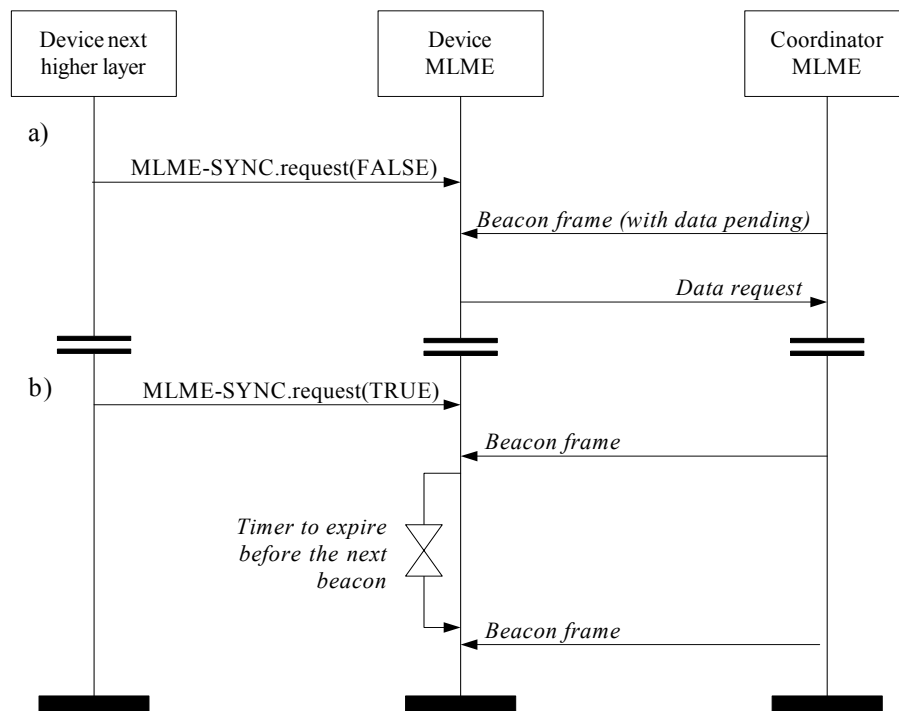 Device next
higher layer
Device
MLME
Coordinator
MLME
a)
MLME-SYNC.request(FALSE)
Beacon frame (with data pending)
Data request
b)
MLME-SYNC.request(TRUE)
Beacon frame
Timer to expire
before the next
beacon
Beacon frame